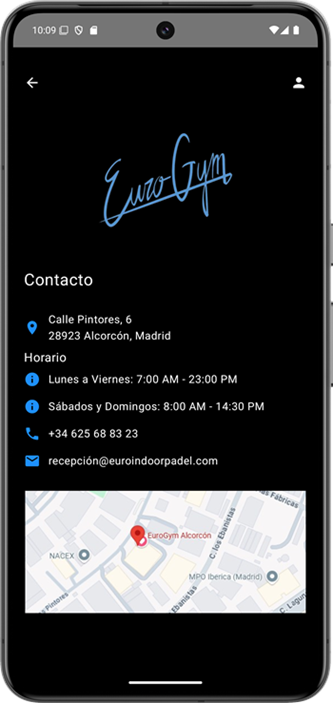 10:09
EuroGym
Contacto
Calle Pintores, 6
28923 Alcorcón, Madrid
Horario
Lunes a Viernes: 7:00 AM - 23:00 PM
Sábados y Domingos: 8:00 AM - 14:30 PM
+34 625 68 83 23
recepción@euroindoorpadel.com
as Fábricas
EuroGym Alcorcón
C. los Ebanistas
NACEX
MPO Iberica (Madrid)
Pintores
Ebanistas
C. Lagun